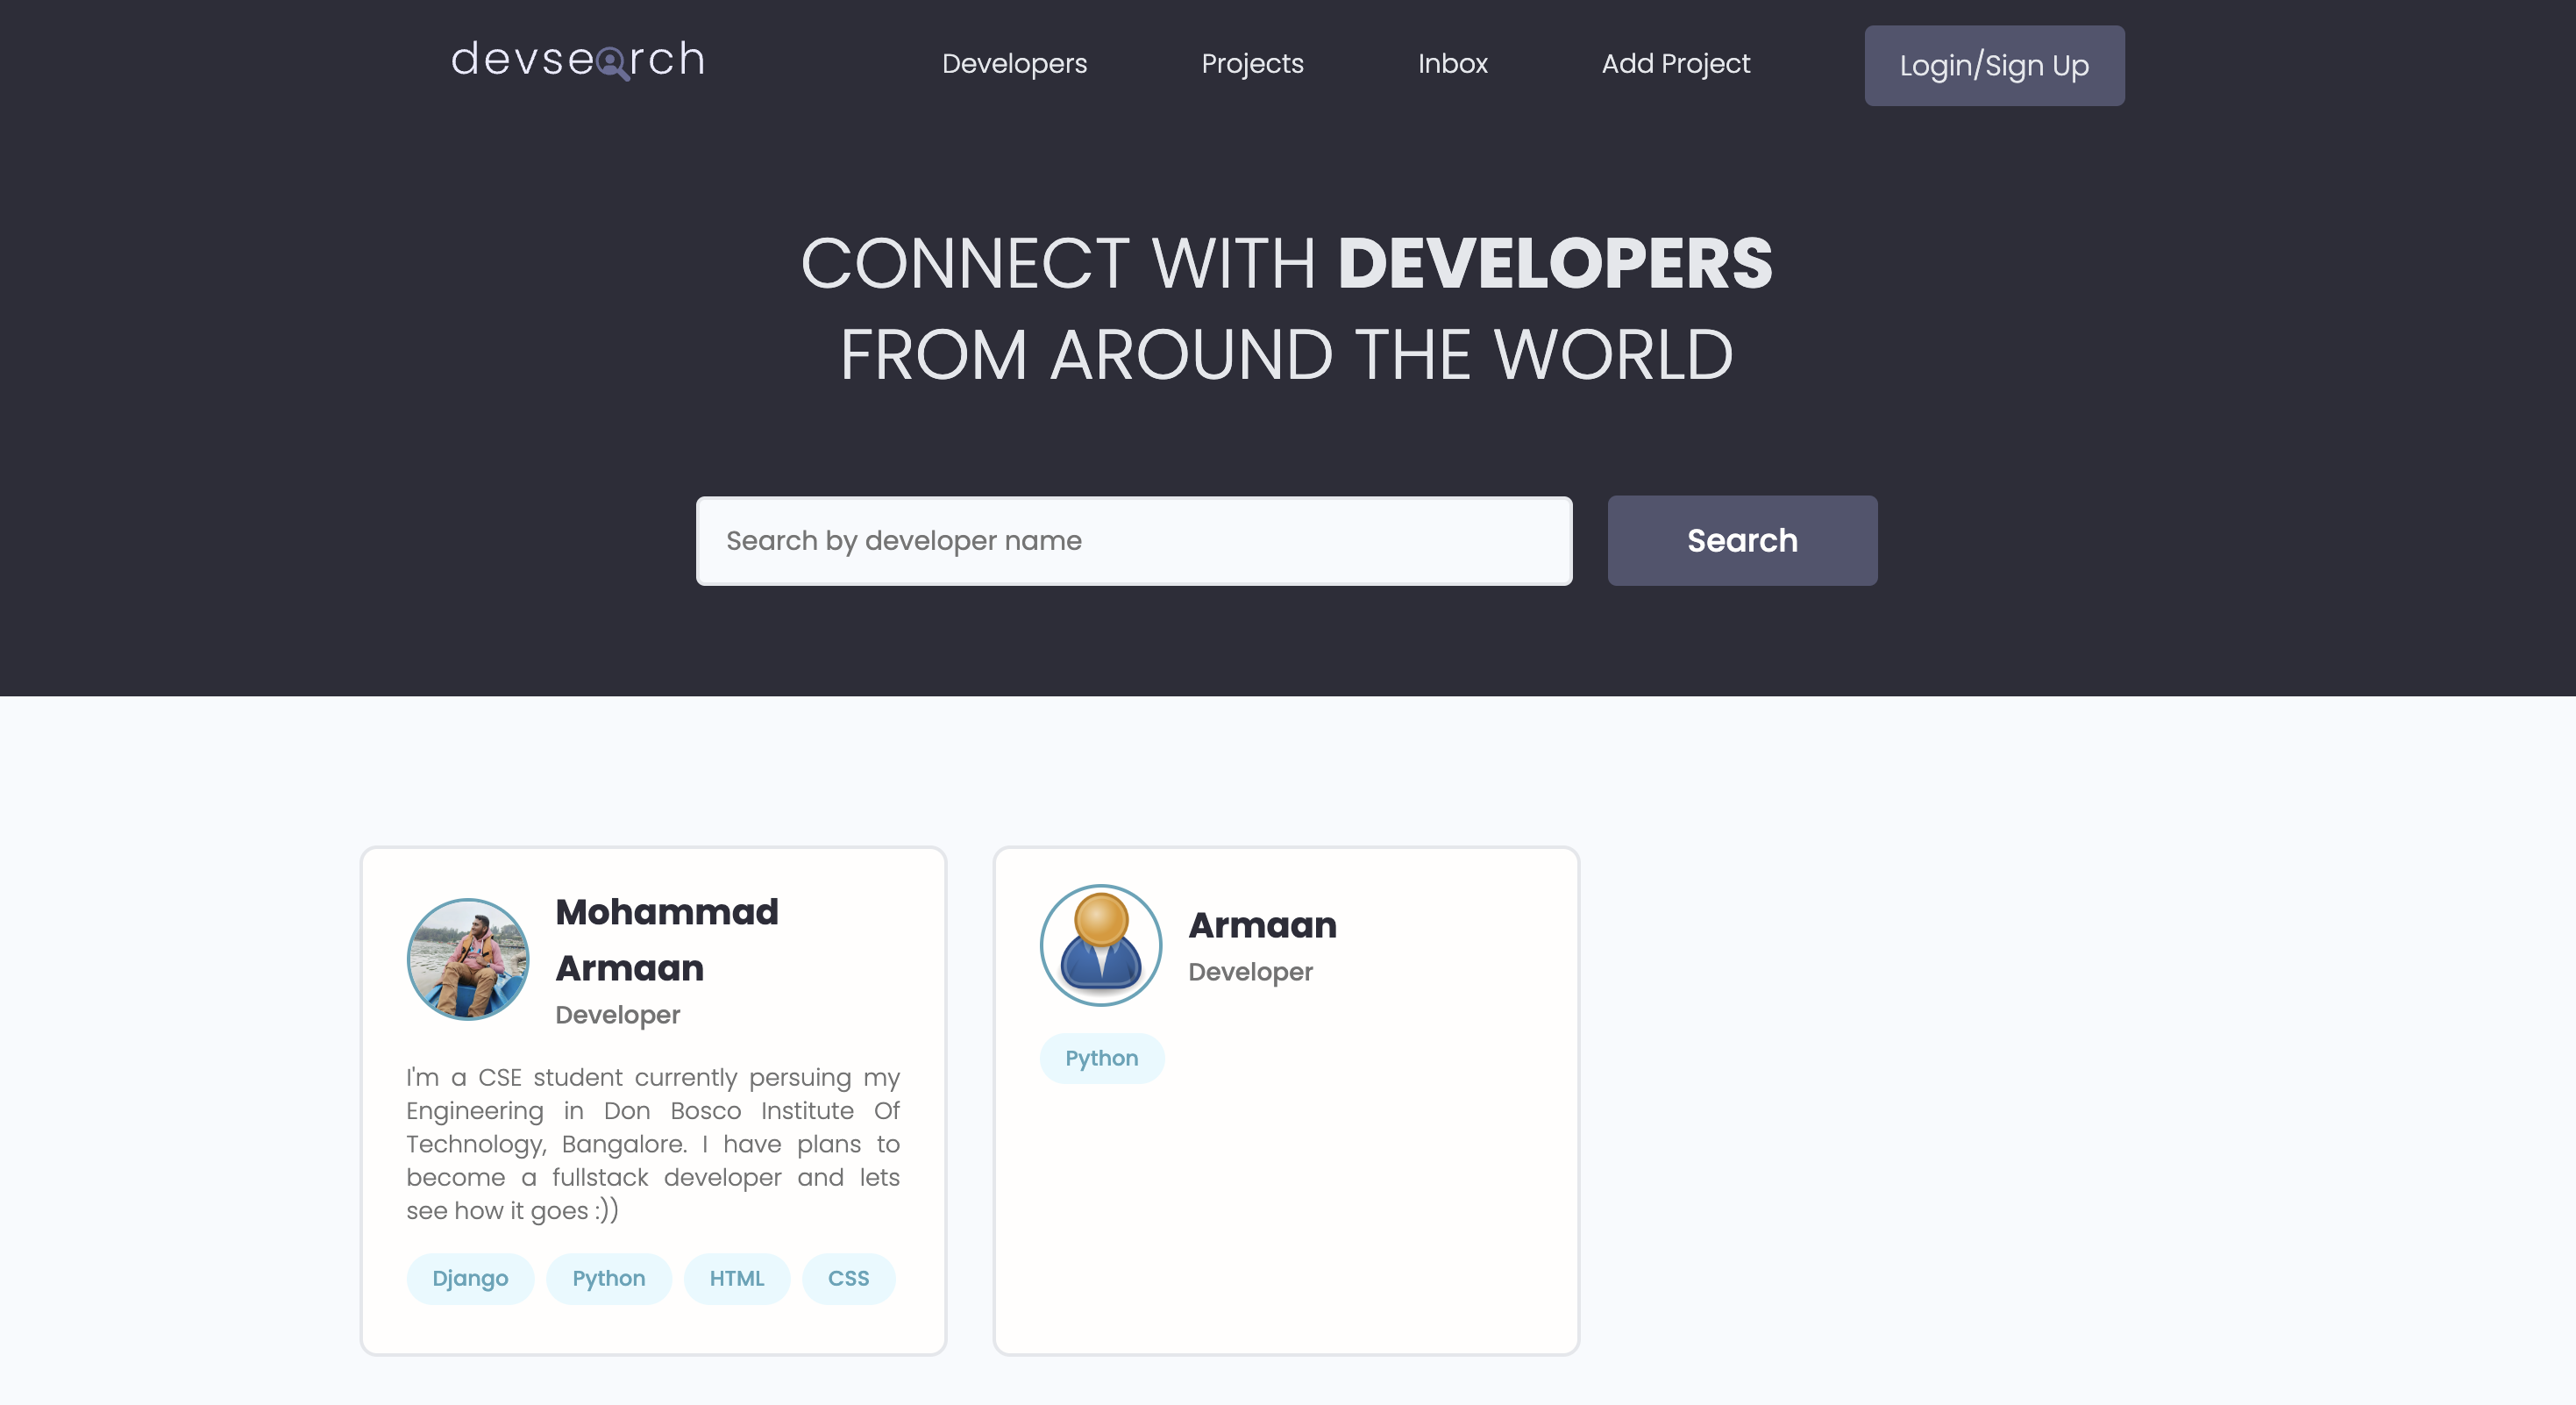 devsearch
Developers
Projects
Inbox
Add Project
Login/Sign Up
CONNECT WITH DEVELOPERS
FROM AROUND THE WORLD
Search by developer name
Search
Mohammad
Armaan
Developer
I'm a CSE student currently persuing my
Engineering in Don Bosco Institute Of
Technology, Bangalore. I have plans to
become a fullstack developer and lets
see how it goes :))
Django
Python
HTML
CSS
Armaan
Developer
Python